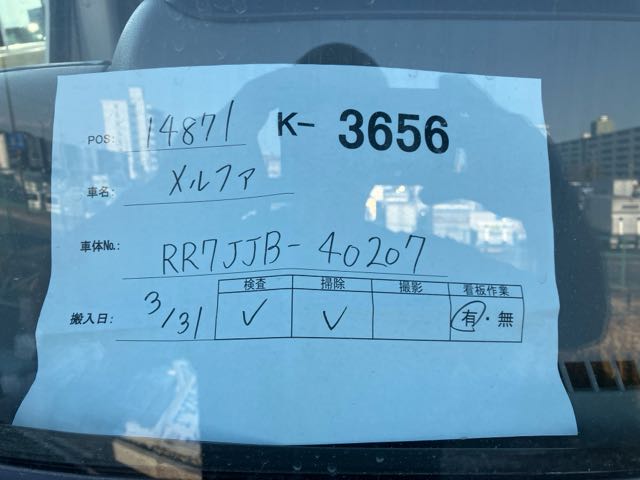 POS: 14871 K- 3656
車名: メルファ
車体No.: RR7JJB-40207
検査 掃除 撮影 看板作業
搬入日: 3/31 ✓ ✓ 有・無